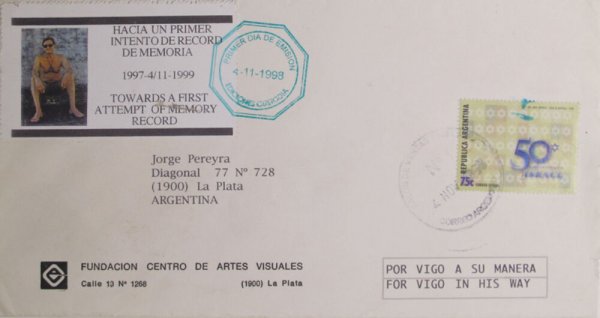 HACIA UN PRIMER
INTENTO DE RECORD
DE MEMORIA
1997-4/11-1999
TOWARDS A FIRST
ATTEMPT OF MEMORY
RECORD
PRIMER DIA DE EMISION
4-11-1998
Jorge Pereyra
Diagonal 77 Nº 728
(1900) La Plata
ARGENTINA
REPUBLICA ARGENTINA
75c
50
4 NOV
CORREO
FUNDACION CENTRO DE ARTES VISUALES
Calle 13 Nº 1268 (1900) La Plata
POR VIGO A SU MANERA
FOR VIGO IN HIS WAY